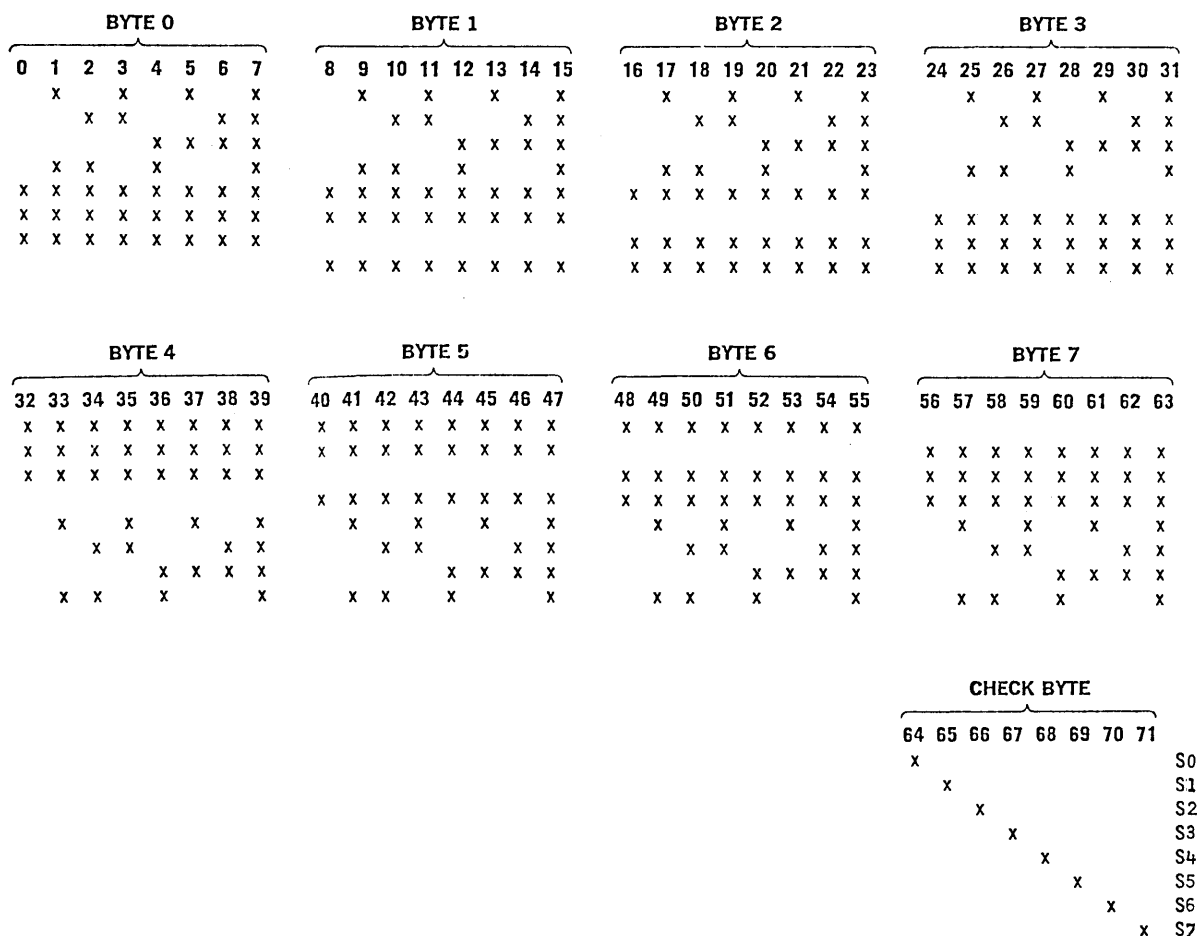 BYTE 0 BYTE 1 BYTE 2 BYTE 3
0 1 2 3 4 5 6 7 8 9 10 11 12 13 14 15 16 17 18 19 20 21 22 23 24 25 26 27 28 29 30 31
x x x x x x x x x x x x x x x x
x x x x x x x x x x x x x x x x
x x x x x x x x x x x x x x x x
x x x x x x x x x x x x x x x x
x x x x x x x x x x x x x x x x x x x x x x x x
x x x x x x x x x x x x x x x x x x x x x x x x
x x x x x x x x x x x x x x x x x x x x x x x x
x x x x x x x x x x x x x x x x x x x x x x x x
BYTE 4 BYTE 5 BYTE 6 BYTE 7
32 33 34 35 36 37 38 39 40 41 42 43 44 45 46 47 48 49 50 51 52 53 54 55 56 57 58 59 60 61 62 63
x x x x x x x x x x x x x x x x x x x x x x x x
x x x x x x x x x x x x x x x x x x x x x x x x
x x x x x x x x x x x x x x x x x x x x x x x x
x x x x x x x x x x x x x x x x x x x x x x x x
x x x x x x x x x x x x x x x x
x x x x x x x x x x x x x x x x
x x x x x x x x x x x x x x x x
x x x x x x x x x x x x x x x x
CHECK BYTE
64 65 66 67 68 69 70 71
x S0
x S1
x S2
x S3
x S4
x S5
x S6
x S7